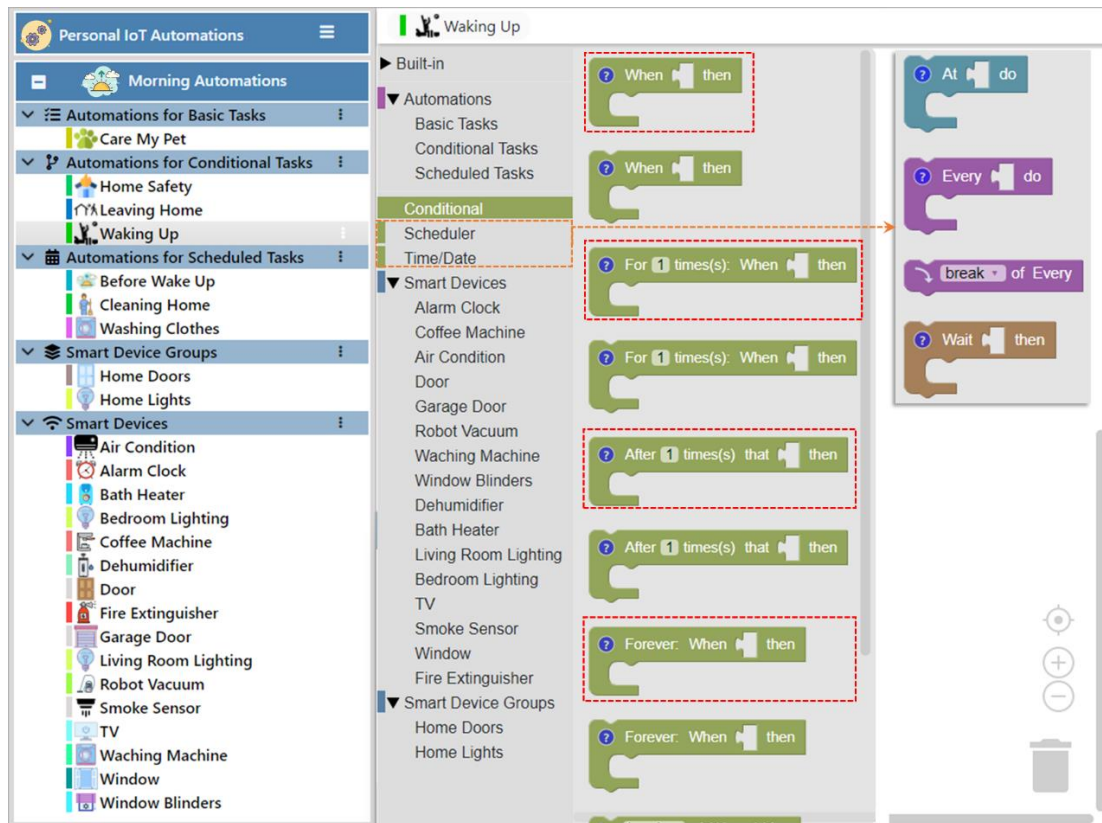 Personal IoT Automations
Morning Automations
Automations for Basic Tasks
Care My Pet
Automations for Conditional Tasks
Home Safety
Leaving Home
Waking Up
Automations for Scheduled Tasks
Before Wake Up
Cleaning Home
Washing Clothes
Smart Device Groups
Home Doors
Home Lights
Smart Devices
Air Condition
Alarm Clock
Bath Heater
Bedroom Lighting
Coffee Machine
Dehumidifier
Door
Fire Extinguisher
Garage Door
Living Room Lighting
Robot Vacuum
Smoke Sensor
TV
Waching Machine
Window
Window Blinders
Waking Up
Built-in
Automations
Basic Tasks
Conditional Tasks
Scheduled Tasks
Conditional
Scheduler
Time/Date
Smart Devices
Alarm Clock
Coffee Machine
Air Condition
Door
Garage Door
Robot Vacuum
Waching Machine
Window Blinders
Dehumidifier
Bath Heater
Living Room Lighting
Bedroom Lighting
TV
Smoke Sensor
Window
Fire Extinguisher
Smart Device Groups
Home Doors
Home Lights
? When then
? When then
? For 1 times(s): When then
? For 1 times(s): When then
? After 1 times(s) that then
? After 1 times(s) that then
? Forever: When then
? Forever: When then
? At do
? Every do
break of Every
? Wait then